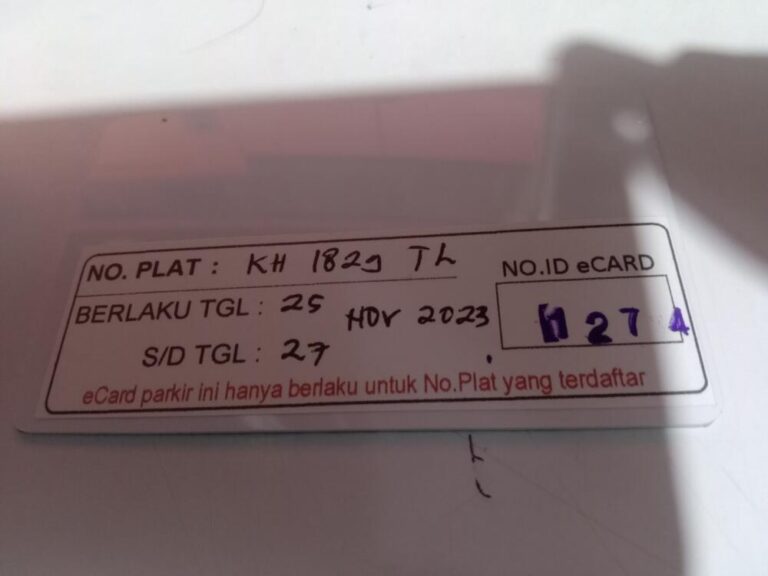 NO. PLAT : KH 1829 TL
NO.ID eCARD
BERLAKU TGL : 25 NOV 2023
1274
S/D TGL : 27
eCard parkir ini hanya berlaku untuk No.Plat yang terdaftar